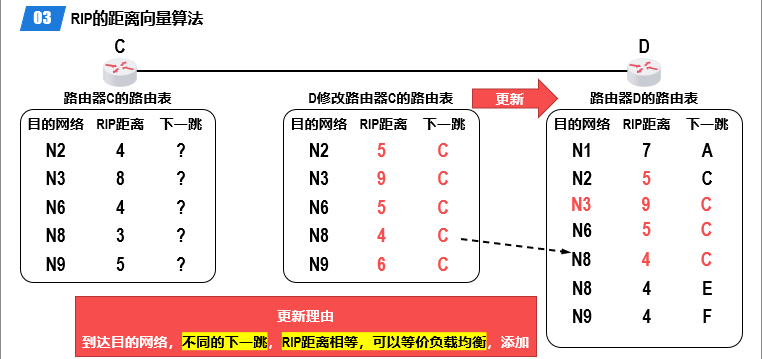 03 RIP的距离向量算法
C
D
路由器C的路由表
目的网络 RIP距离 下一跳
N2 4 ?
N3 8 ?
N6 4 ?
N8 3 ?
N9 5 ?
D修改路由器C的路由表
目的网络 RIP距离 下一跳
N2 5 C
N3 9 C
N6 5 C
N8 4 C
N9 6 C
更新
路由器D的路由表
目的网络 RIP距离 下一跳
N1 7 A
N2 5 C
N3 9 C
N6 5 C
N8 4 C
N8 4 E
N9 4 F
更新理由
到达目的网络，不同的下一跳，RIP距离相等，可以等价负载均衡，添加